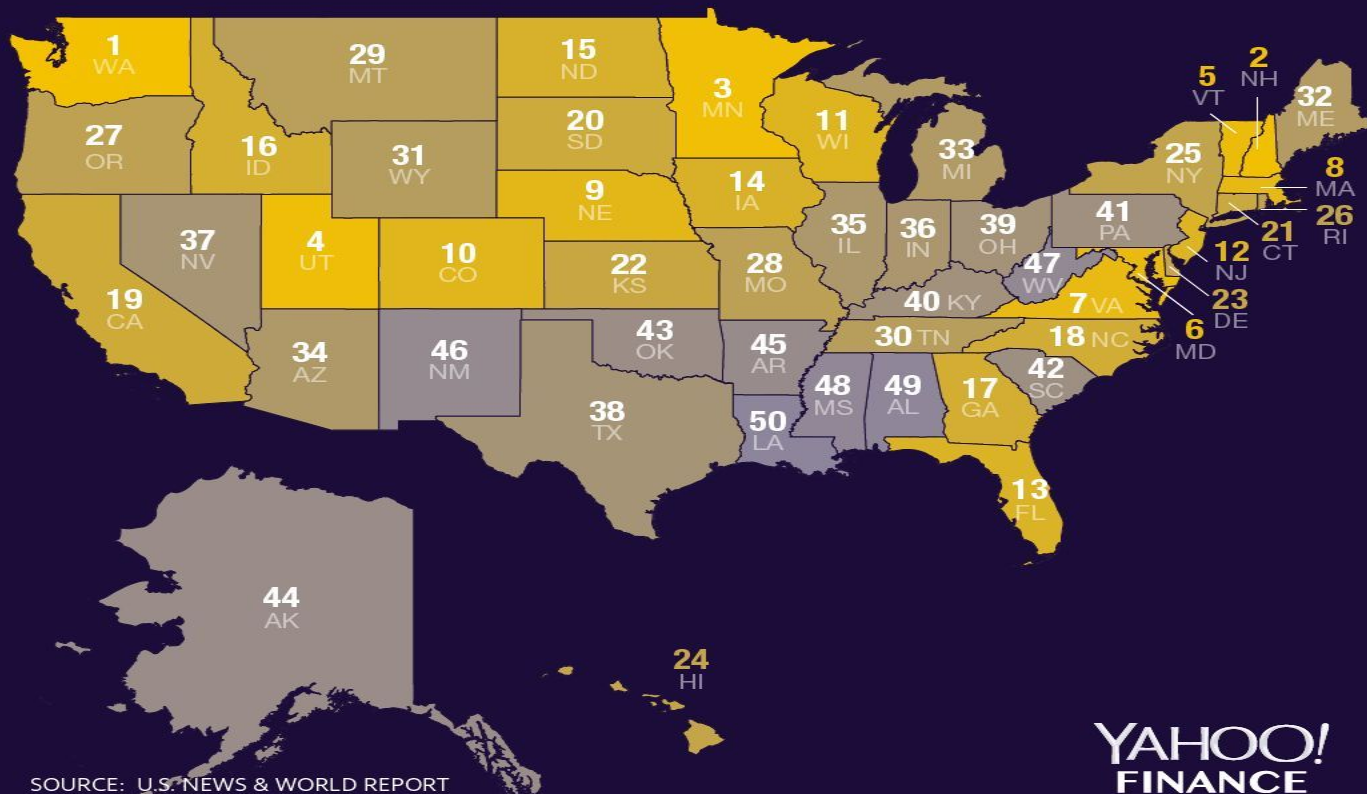 1
WA
29
MT
15
ND
3
MN
5
VT
2
NH
32
ME
27
OR
16
ID
31
WY
20
SD
11
WI
33
MI
25
NY
8
MA
9
NE
14
IA
26
RI
21
CT
37
NV
4
UT
10
CO
22
KS
28
MO
35
IL
36
IN
39
OH
41
PA
12
NJ
47
WV
23
DE
19
CA
40 KY
7 VA
6
MD
34
AZ
46
NM
43
OK
45
AR
30 TN
18 NC
42
SC
38
TX
50
LA
48
MS
49
AL
17
GA
13
FL
44
AK
24
HI
YAHOO!
FINANCE
SOURCE: U.S. NEWS & WORLD REPORT